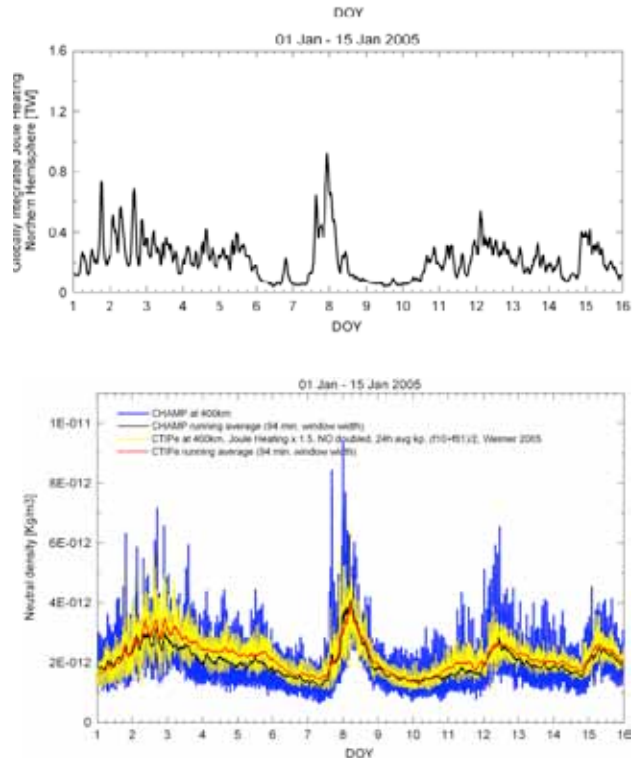 DOY
01 Jan - 15 Jan 2005
Globally Integrated Joule Heating
Northern Hemisphere [TW]
1.6
1.2
0.8
0.4
0
1 2 3 4 5 6 7 8 9 10 11 12 13 14 15 16
DOY
01 Jan - 15 Jan 2005
CHAMP at 400km
CHAMP running average (94 min. window width)
CTIPe at 400km, Joule Heating x 1.5, NO doubled, 24h avg kp, (f10+f81)/2, Weimer 2005
CTIPe running average (94 min. window width)
Neutral density [Kg/m3]
1E-011
8E-012
6E-012
4E-012
2E-012
0
1 2 3 4 5 6 7 8 9 10 11 12 13 14 15 16
DOY